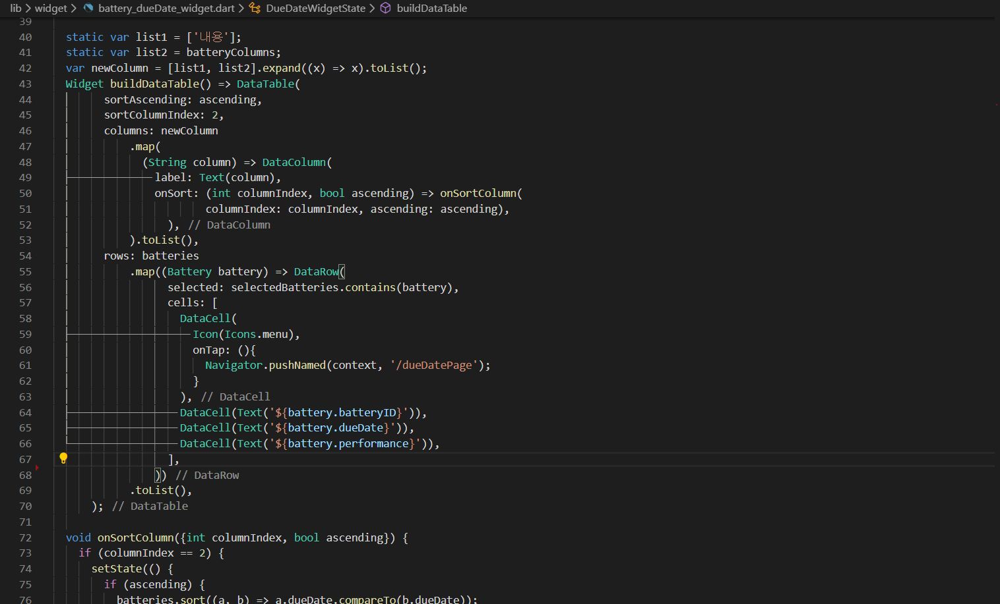 lib > widget > battery_dueDate_widget.dart > DueDateWidgetState > buildDataTable
39
40 static var list1 = ['내용'];
41 static var list2 = batteryColumns;
42 var newColumn = [list1, list2].expand((x) => x).toList();
43 Widget buildDataTable() => DataTable(
44 sortAscending: ascending,
45 sortColumnIndex: 2,
46 columns: newColumn
47 .map(
48 (String column) => DataColumn(
49 label: Text(column),
50 onSort: (int columnIndex, bool ascending) => onSortColumn(
51 columnIndex: columnIndex, ascending: ascending),
52 ), // DataColumn
53 ).toList(),
54 rows: batteries
55 .map((Battery battery) => DataRow(
56 selected: selectedBatteries.contains(battery),
57 cells: [
58 DataCell(
59 Icon(Icons.menu),
60 onTap: (){
61 Navigator.pushNamed(context, '/dueDatePage');
62 }
63 ), // DataCell
64 DataCell(Text('${battery.batteryID}')),
65 DataCell(Text('${battery.dueDate}')),
66 DataCell(Text('${battery.performance}')),
67 ],
68 )) // DataRow
69 .toList(),
70 ); // DataTable
71
72 void onSortColumn({int columnIndex, bool ascending}) {
73 if (columnIndex == 2) {
74 setState(() {
75 if (ascending) {
76 batteries.sort((a, b) => a.dueDate.compareTo(b.dueDate));